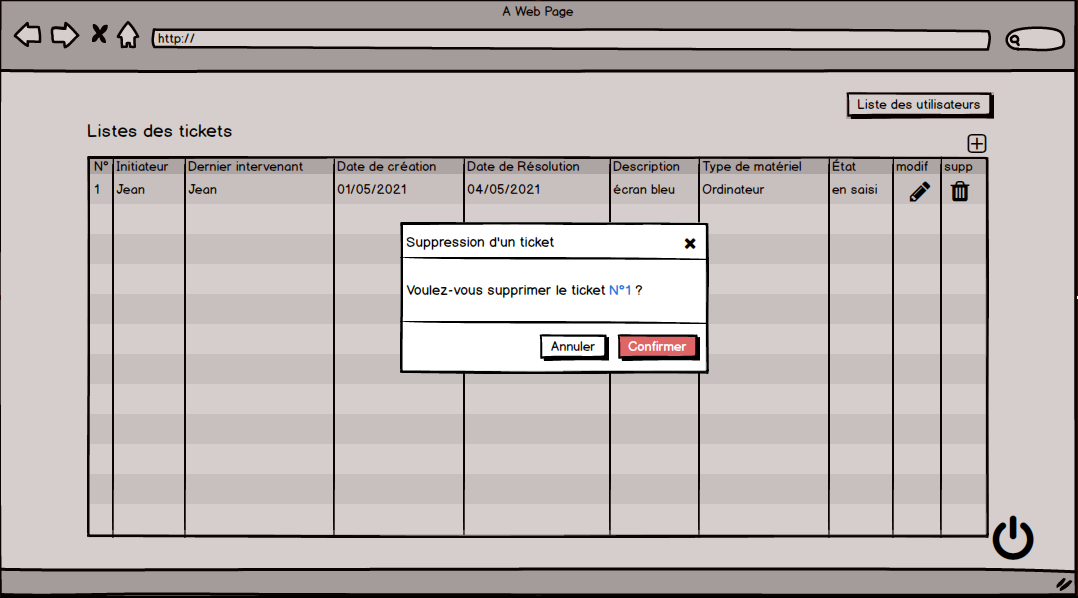 A Web Page
http://
Liste des utilisateurs
Listes des tickets
N° Initiateur Dernier intervenant Date de création Date de Résolution Description Type de matériel État modif supp
1 Jean Jean 01/05/2021 04/05/2021 écran bleu Ordinateur en saisi
Suppression d'un ticket
Voulez-vous supprimer le ticket N°1 ?
Annuler Confirmer